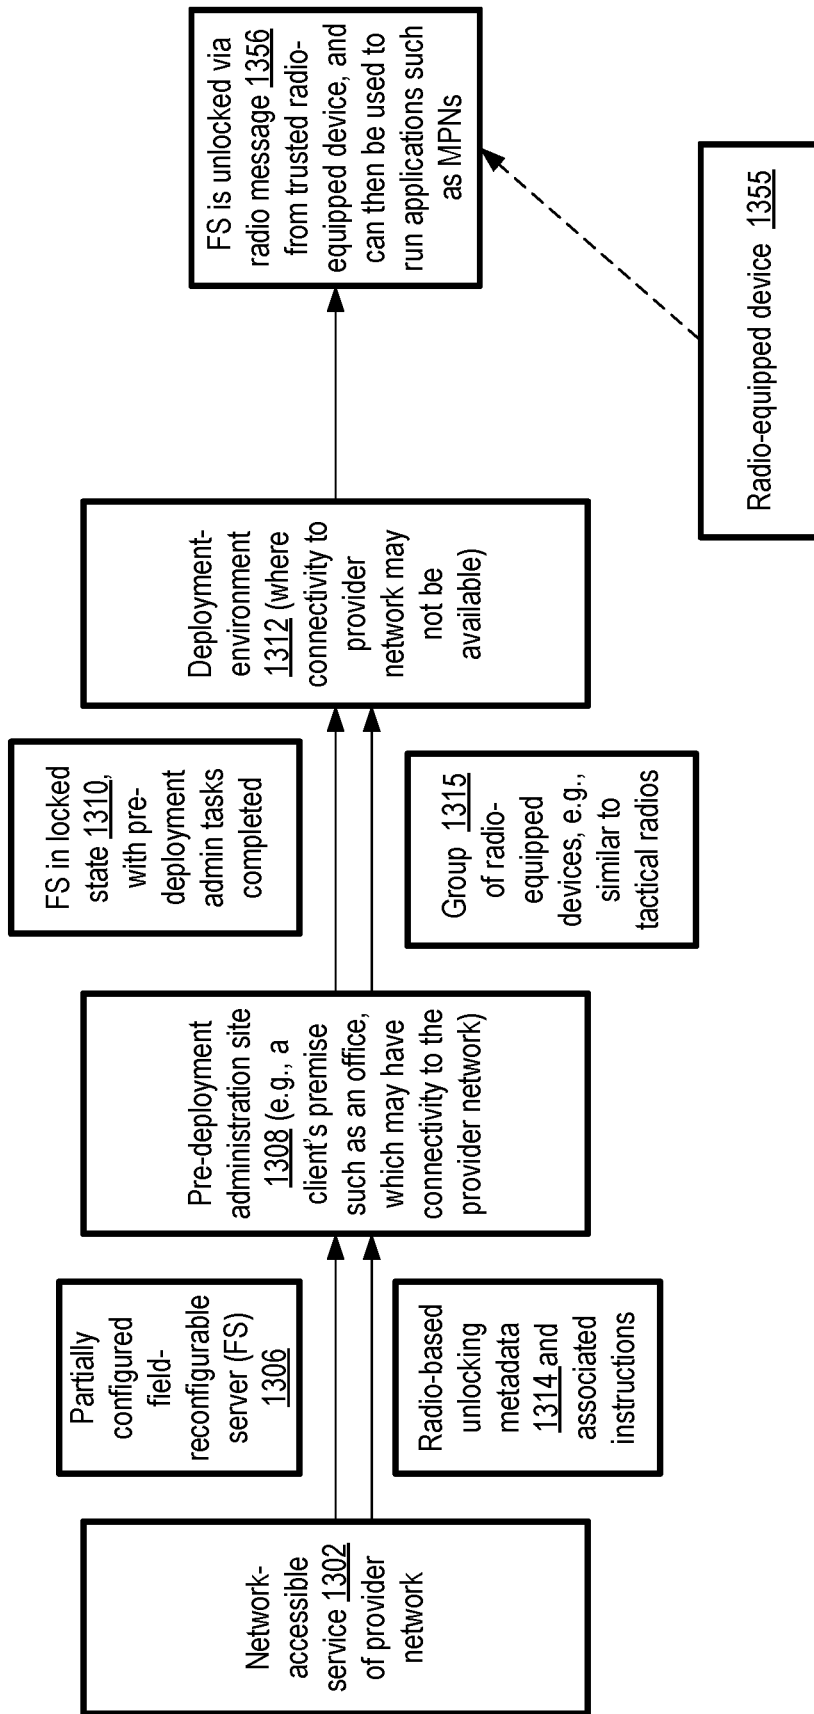 Network-
accessible
service 1302
of provider
network
Partially
configured
field-
reconfigurable
server (FS)
1306
Radio-based
unlocking
metadata
1314 and
associated
instructions
Pre-deployment
administration site
1308 (e.g., a
client's premise
such as an office,
which may have
connectivity to the
provider network)
FS in locked
state 1310,
with pre-
deployment
admin tasks
completed
Group 1315
of radio-
equipped
devices, e.g.,
similar to
tactical radios
Deployment-
environment
1312 (where
connectivity to
provider
network may
not be
available)
FS is unlocked via
radio message 1356
from trusted radio-
equipped device, and
can then be used to
run applications such
as MPNs
Radio-equipped device 1355